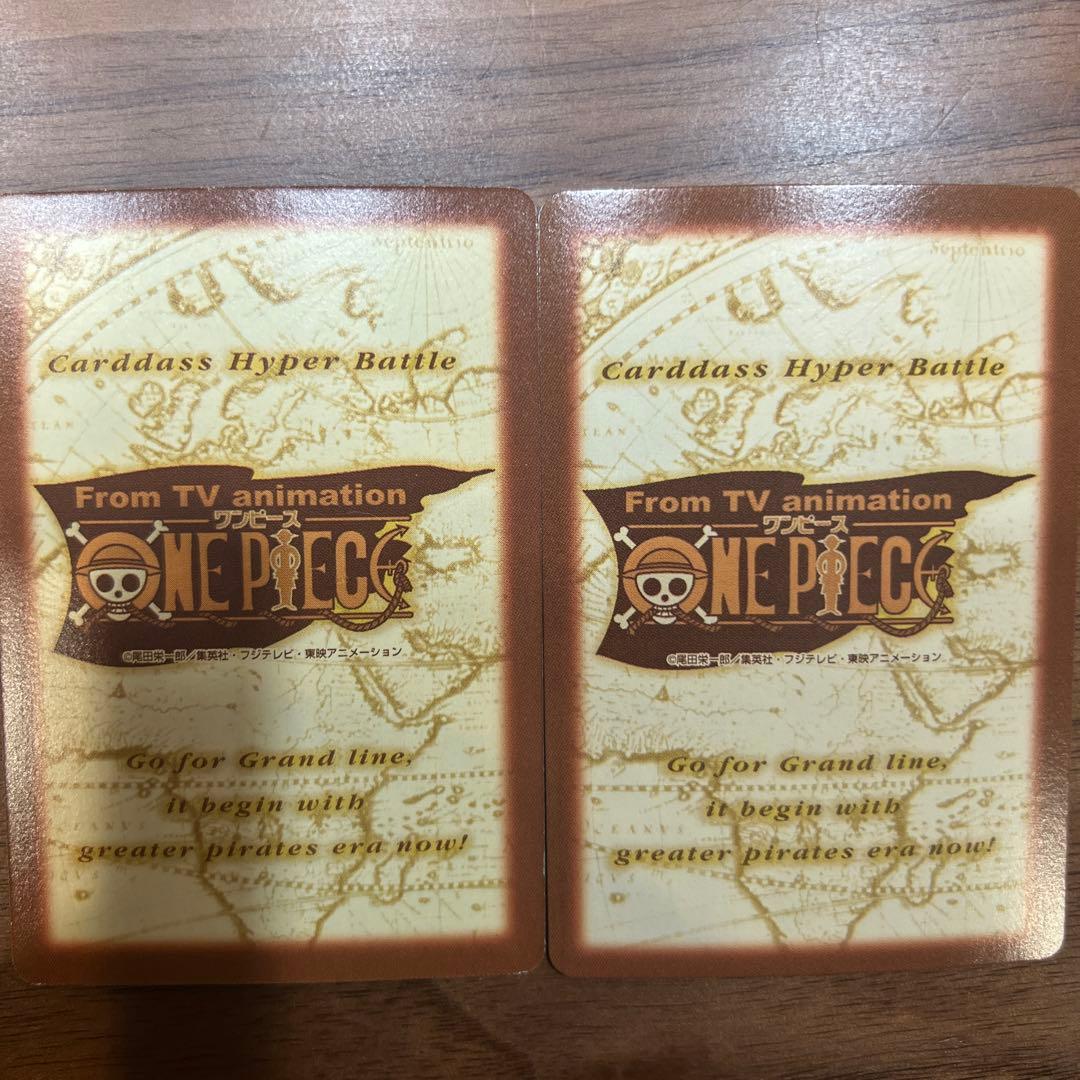 Septentrio
Carddass Hyper Battle
From TV animation
ワンピース
ONE PIECE
©尾田栄一郎／集英社・フジテレビ・東映アニメーション
Go for Grand line,
it begin with
greater pirates era now!
Septentrio
Carddass Hyper Battle
From TV animation
ワンピース
ONE PIECE
©尾田栄一郎／集英社・フジテレビ・東映アニメーション
Go for Grand line,
it begin with
OCEANVS
greater pirates era now!